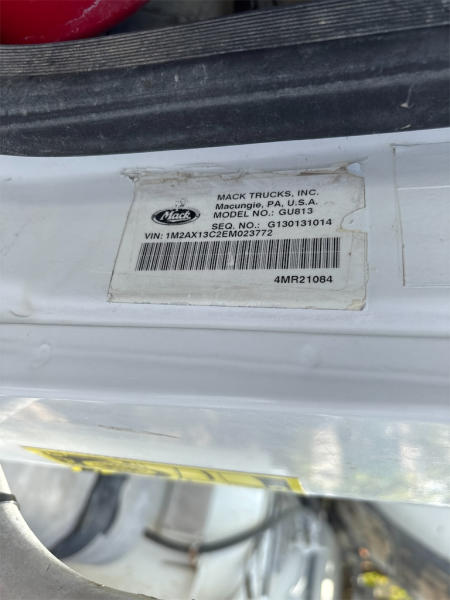 MACK TRUCKS, INC.
Macungie, PA, U.S.A.
MODEL NO.: GU813
SEQ. NO.: G130131014
Mack
VIN: 1M2AX13C2EM023772
4MR21084